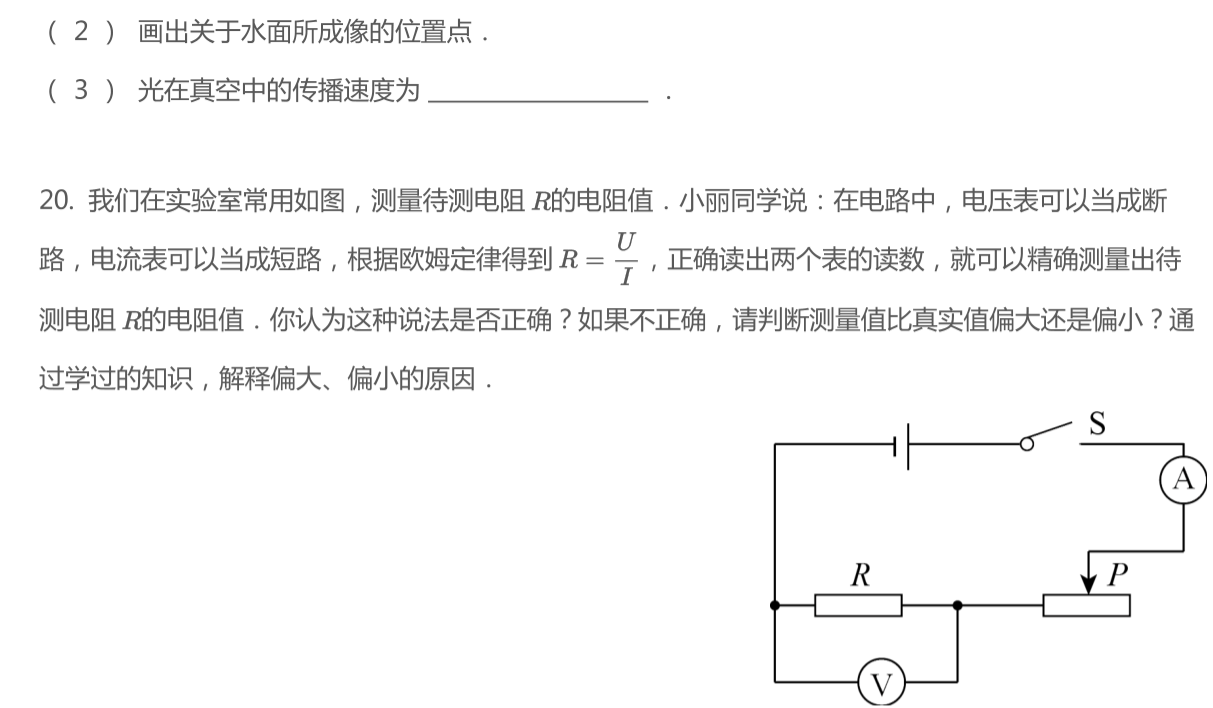 （ 2 ） 画出关于水面所成像的位置点．
（ 3 ） 光在真空中的传播速度为 ________________ ．
20. 我们在实验室常用如图，测量待测电阻 R的电阻值．小丽同学说：在电路中，电压表可以当成断
路，电流表可以当成短路，根据欧姆定律得到 R = U/I ，正确读出两个表的读数，就可以精确测量出待
测电阻 R的电阻值．你认为这种说法是否正确？如果不正确，请判断测量值比真实值偏大还是偏小？通
过学过的知识，解释偏大、偏小的原因．
S
A
R
P
V